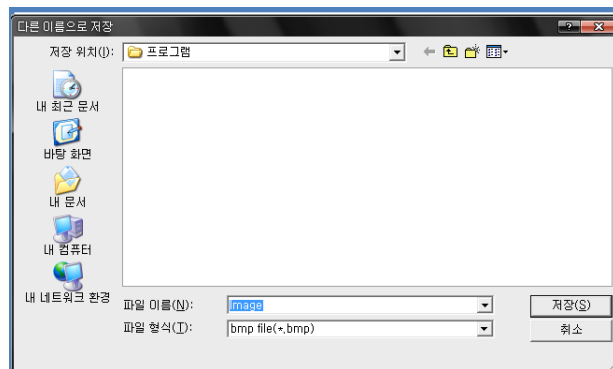 다른 이름으로 저장
저장 위치(I): 프로그램
내 최근 문서
바탕 화면
내 문서
내 컴퓨터
내 네트워크 환경
파일 이름(N): Image 저장(S)
파일 형식(T): bmp file(*.bmp) 취소